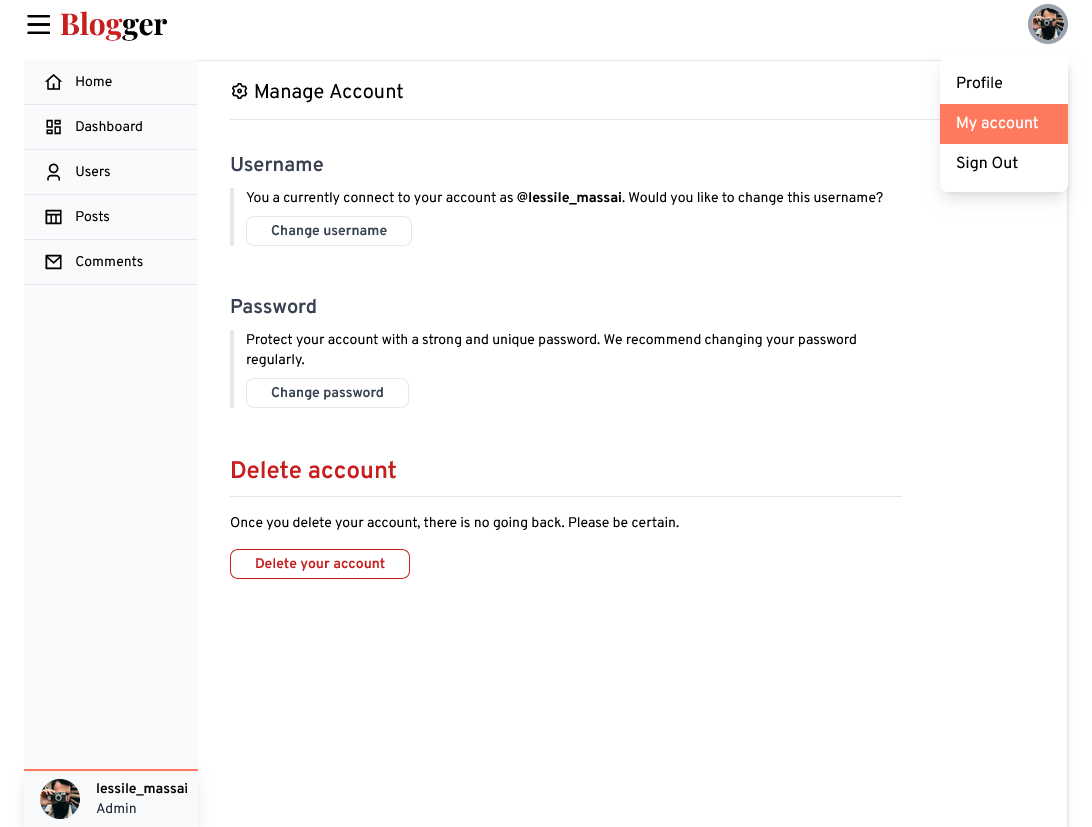 Blogger
Home
Dashboard
Users
Posts
Comments
Manage Account
Profile
My account
Sign Out
Username
You a currently connect to your account as @lessile_massai. Would you like to change this username?
Change username
Password
Protect your account with a strong and unique password. We recommend changing your password
regularly.
Change password
Delete account
Once you delete your account, there is no going back. Please be certain.
Delete your account
lessile_massai
Admin